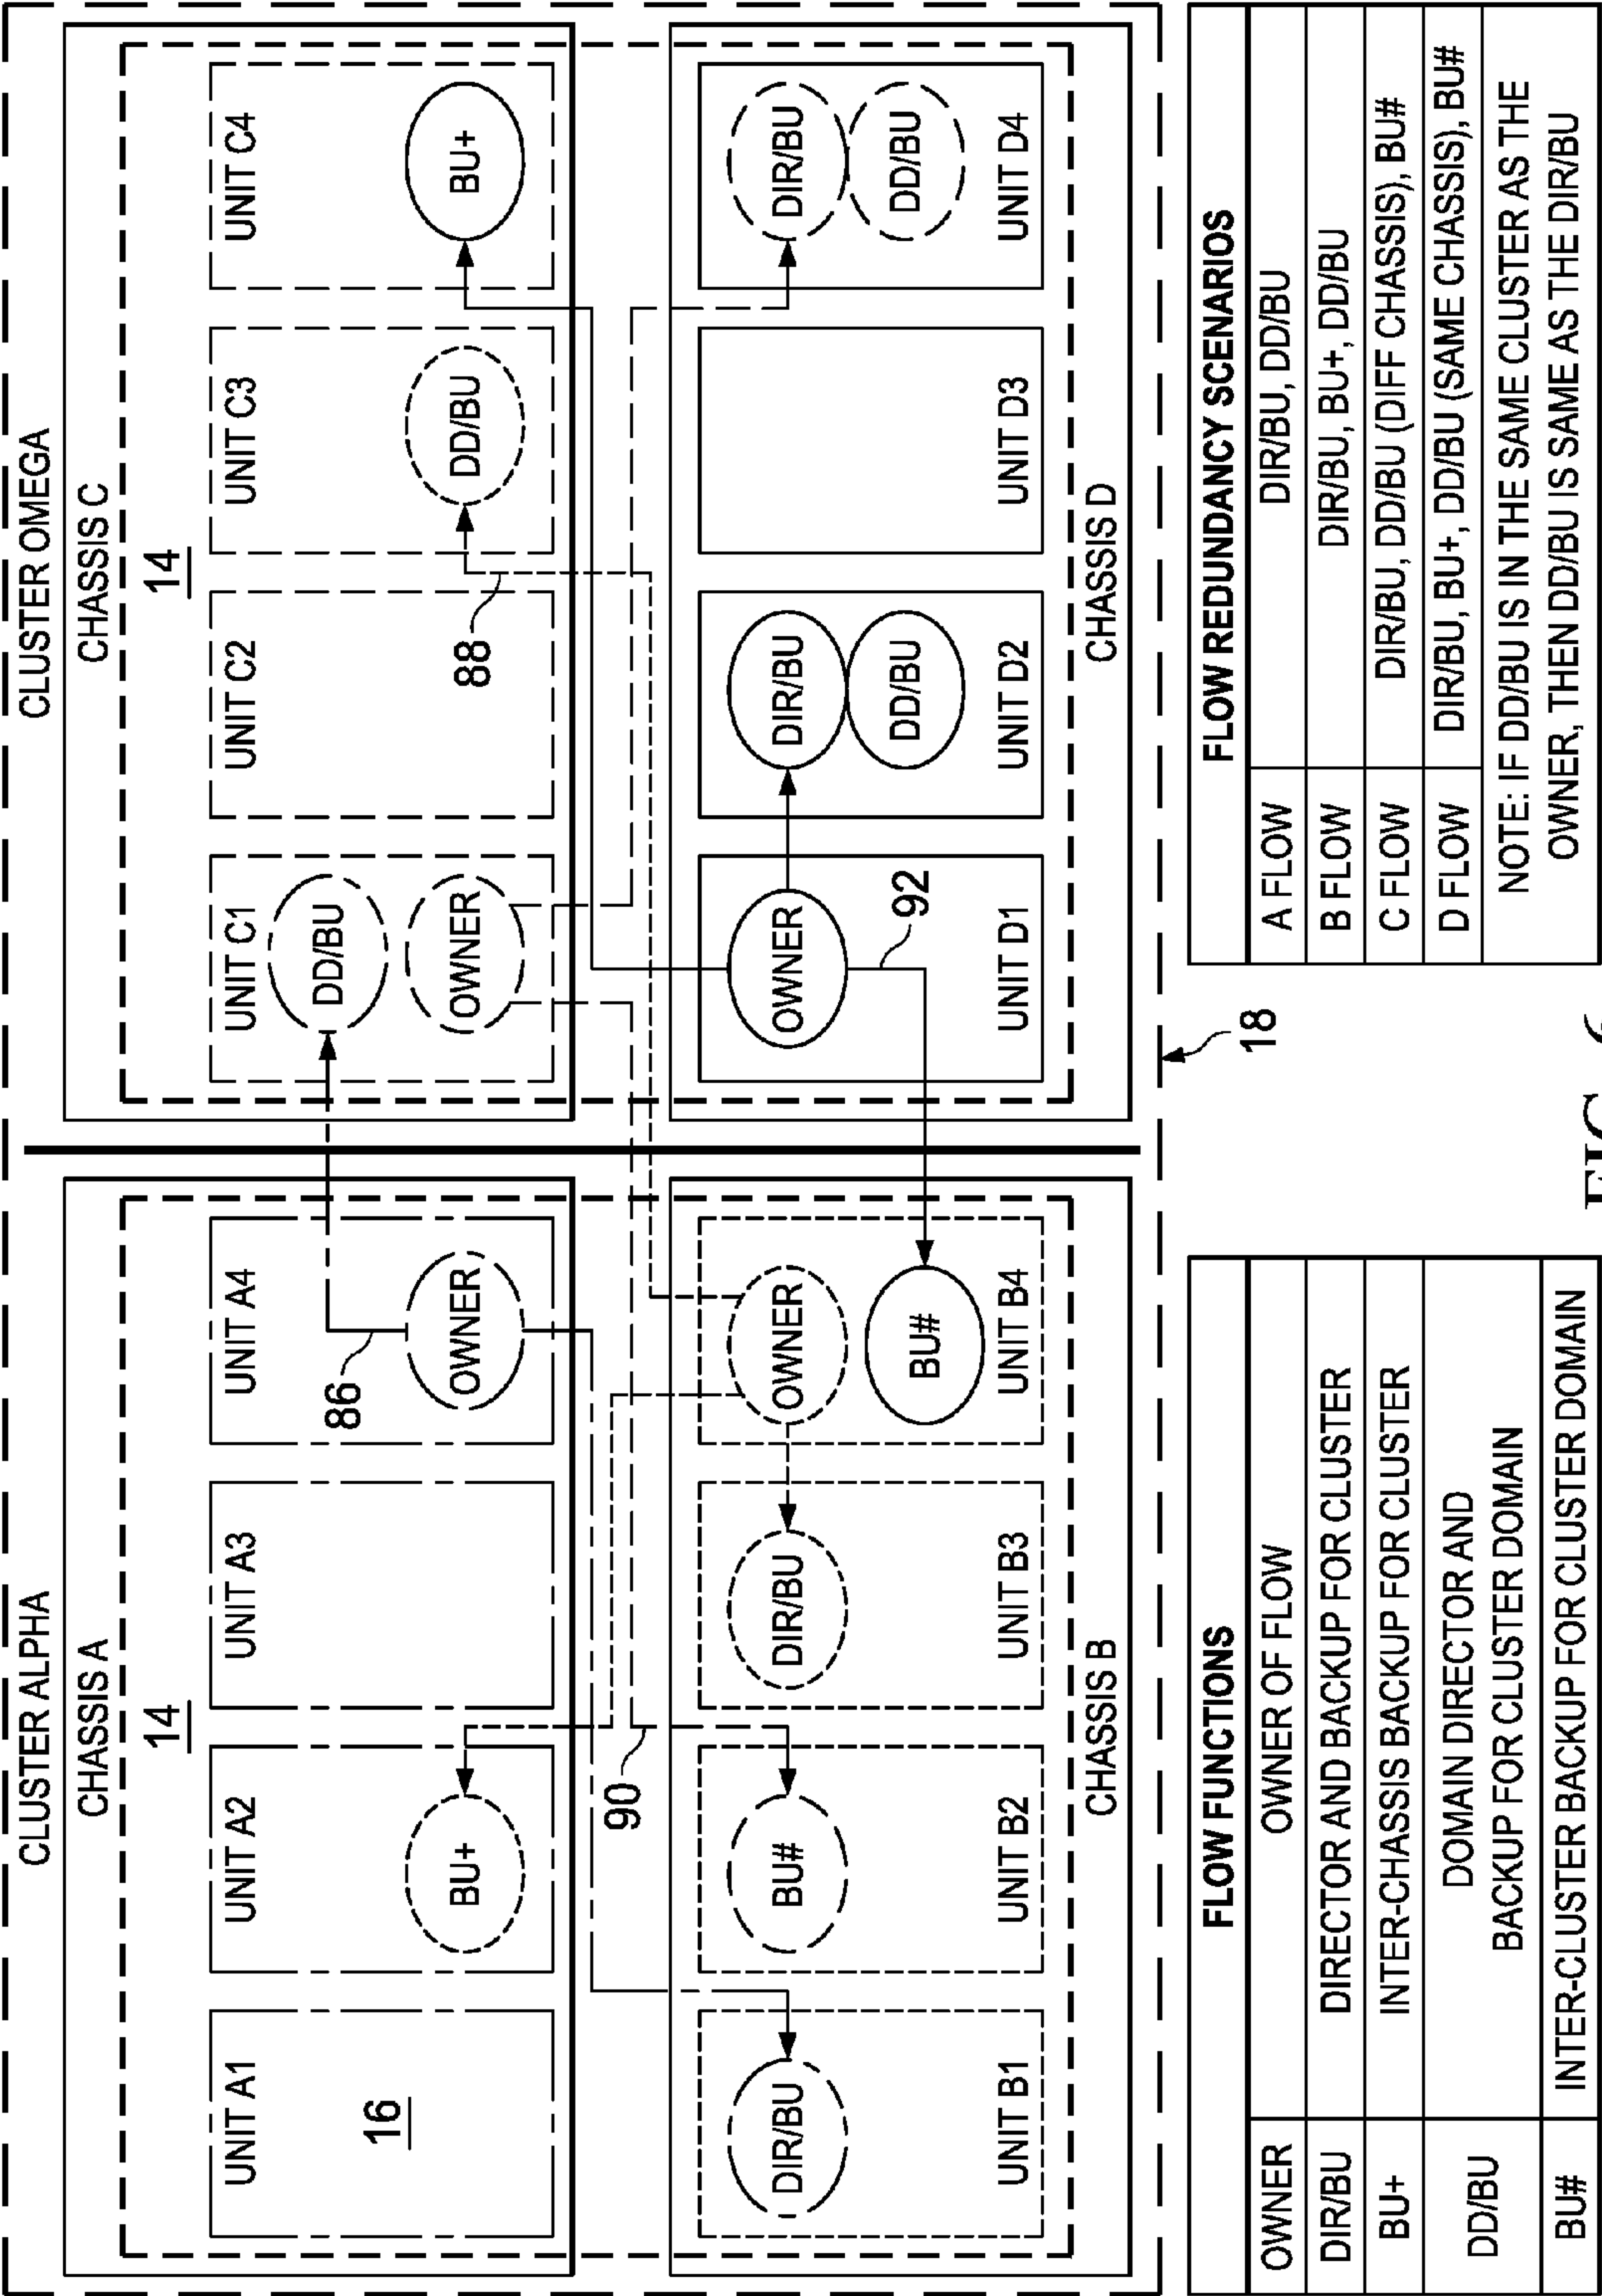 CLUSTER ALPHA
CHASSIS A
14
UNIT A1
16
UNIT A2
BU+
UNIT A3
UNIT A4
86
OWNER
DIR/BU
UNIT B1
90
BU#
UNIT B2
DIR/BU
UNIT B3
OWNER
BU#
UNIT B4
CHASSIS B
CLUSTER OMEGA
CHASSIS C
14
UNIT C1
DD/BU
OWNER
UNIT C2
88
UNIT C3
DD/BU
UNIT C4
BU+
OWNER
92
UNIT D1
DIR/BU
DD/BU
UNIT D2
UNIT D3
DIR/BU
DD/BU
UNIT D4
CHASSIS D
18
FLOW FUNCTIONS
OWNER OWNER OF FLOW
DIR/BU DIRECTOR AND BACKUP FOR CLUSTER
BU+ INTER-CHASSIS BACKUP FOR CLUSTER
DD/BU DOMAIN DIRECTOR AND
BACKUP FOR CLUSTER DOMAIN
BU# INTER-CLUSTER BACKUP FOR CLUSTER DOMAIN
FLOW REDUNDANCY SCENARIOS
A FLOW DIR/BU, DD/BU
B FLOW DIR/BU, BU+, DD/BU
C FLOW DIR/BU, DD/BU (DIFF CHASSIS), BU#
D FLOW DIR/BU, BU+, DD/BU (SAME CHASSIS), BU#
NOTE: IF DD/BU IS IN THE SAME CLUSTER AS THE
OWNER, THEN DD/BU IS SAME AS THE DIR/BU